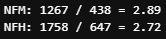 NFM: 1267 / 438 = 2.89
NFH: 1758 / 647 = 2.72